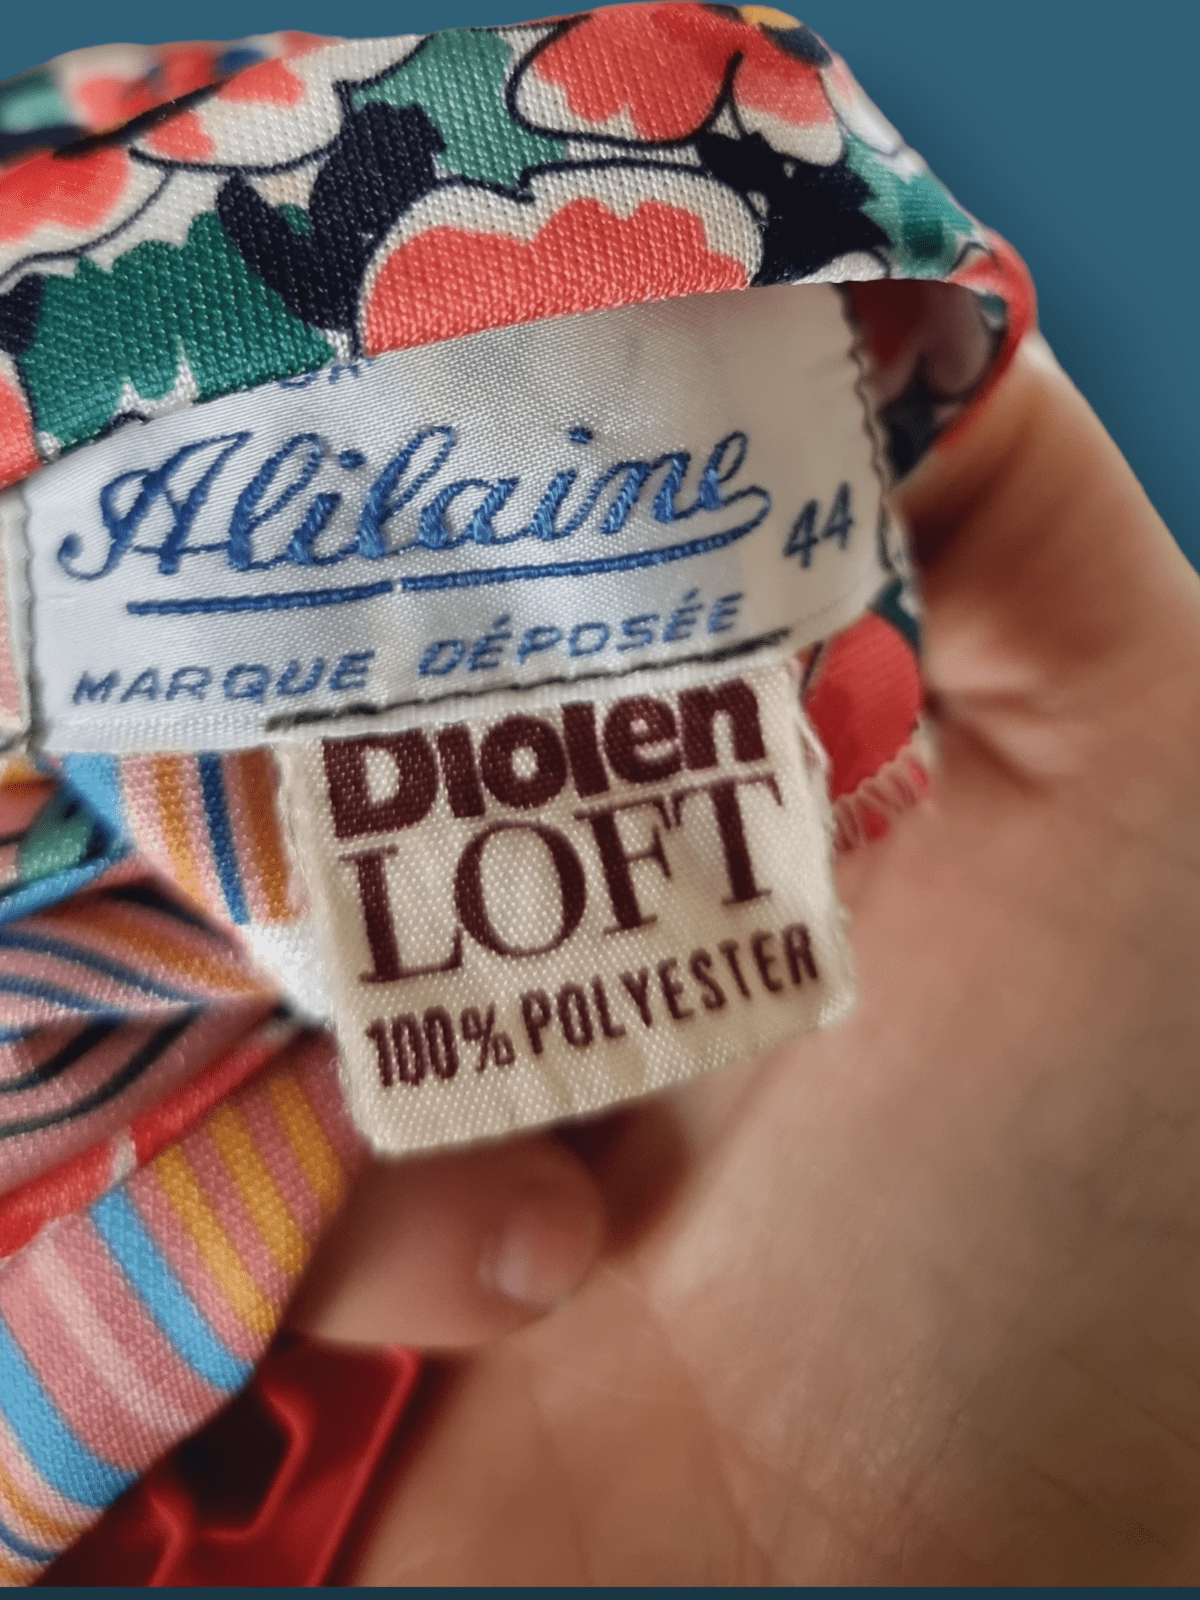 Alilaine
44
MARQUE DÉPOSÉE
Diolen
LOFT
100% POLYESTER